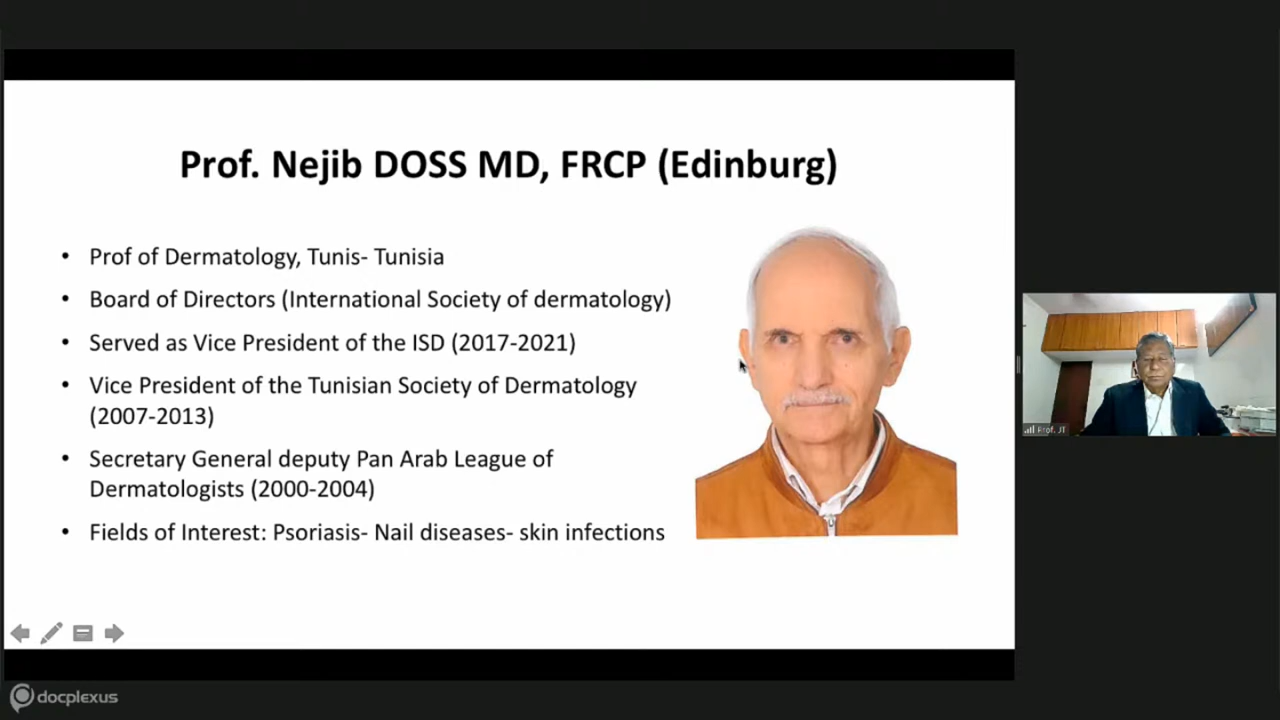 Prof. Nejib DOSS MD, FRCP (Edinburg)
• Prof of Dermatology, Tunis- Tunisia
• Board of Directors (International Society of dermatology)
• Served as Vice President of the ISD (2017-2021)
• Vice President of the Tunisian Society of Dermatology
(2007-2013)
• Secretary General deputy Pan Arab League of
Dermatologists (2000-2004)
• Fields of Interest: Psoriasis- Nail diseases- skin infections
Prof. JT
docplexus